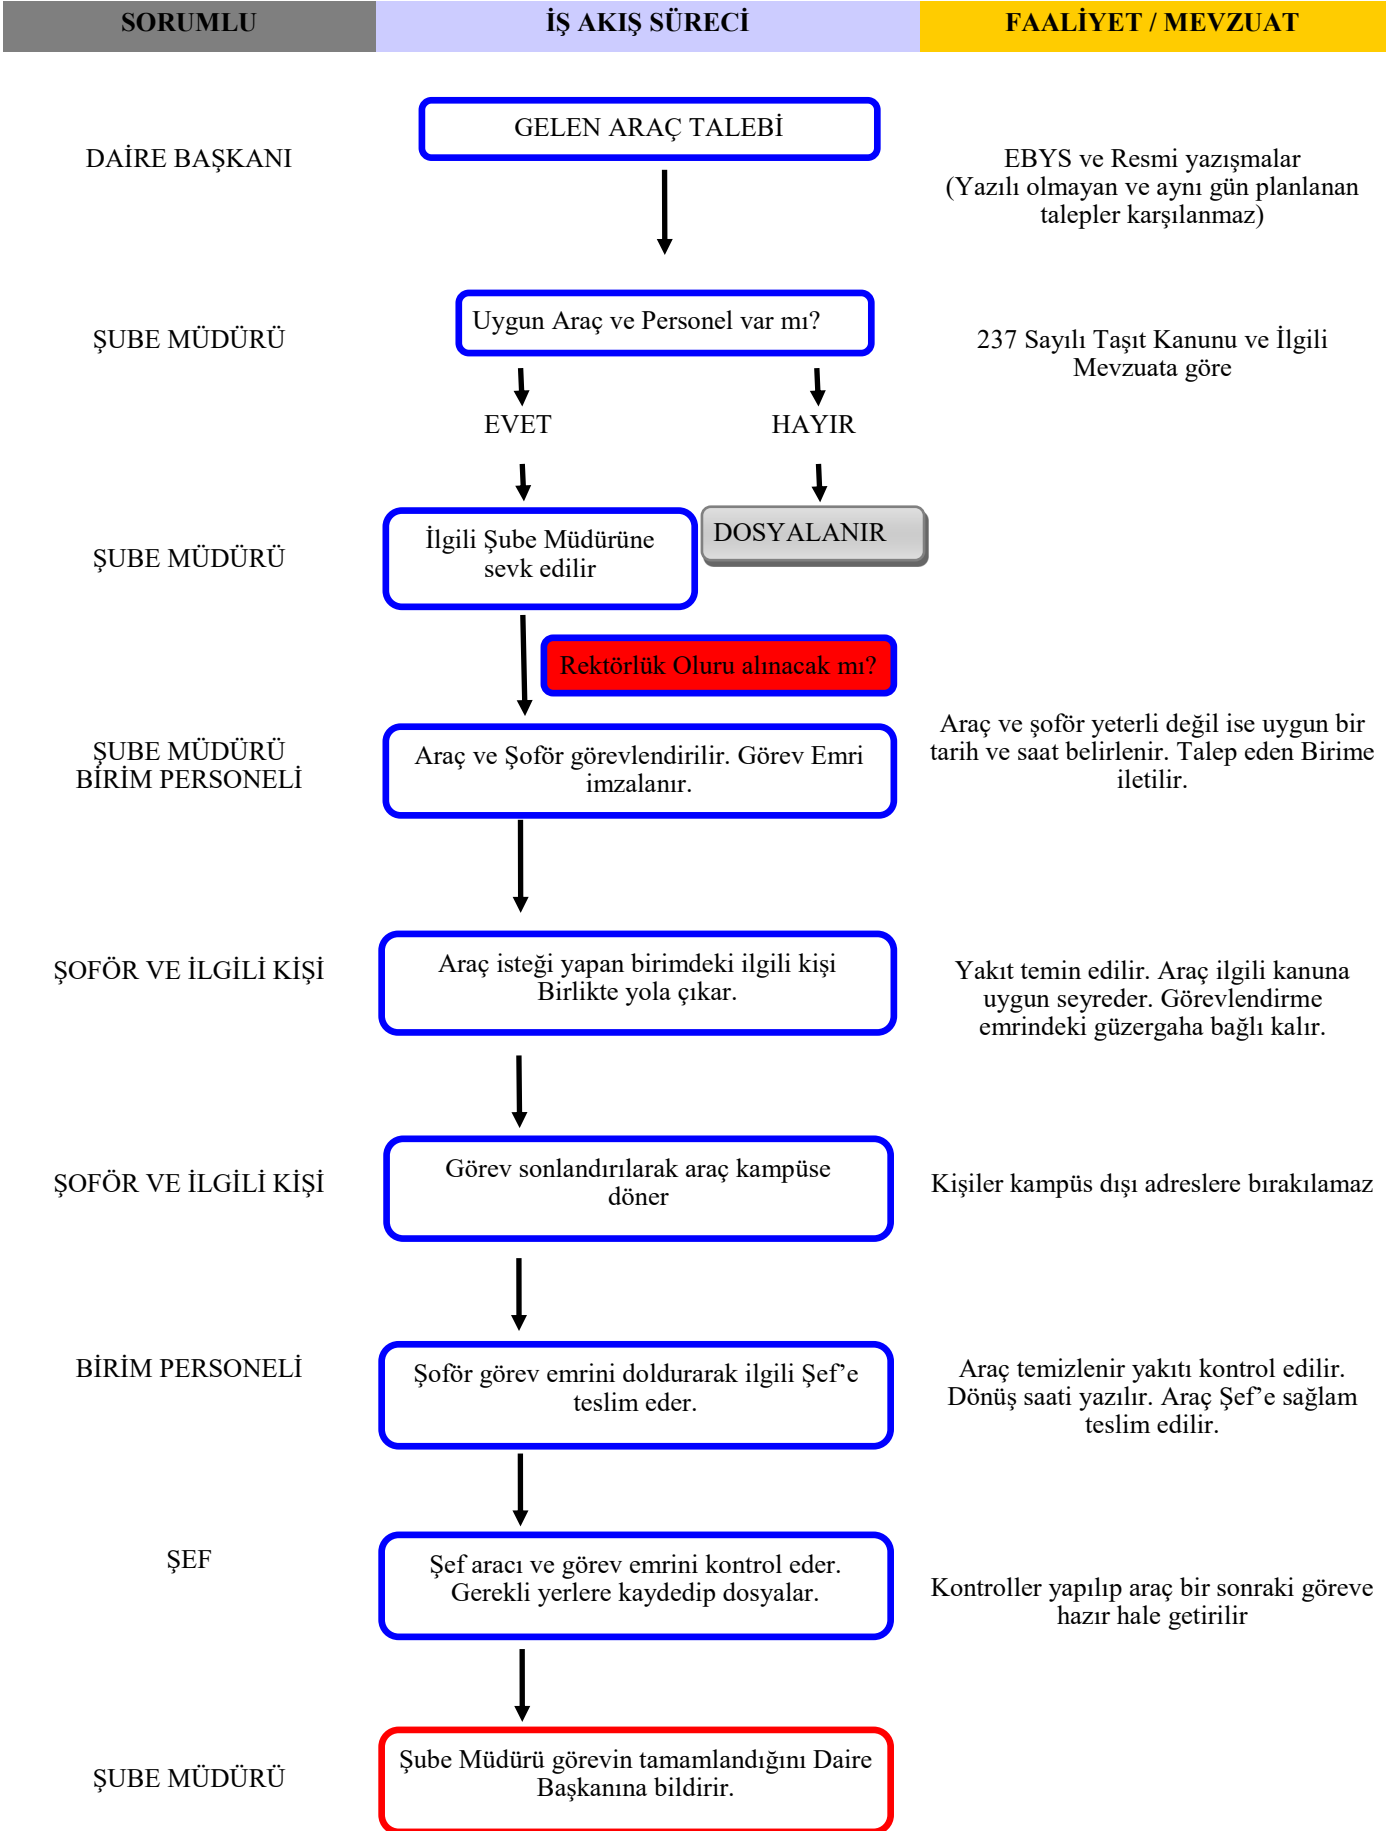 SORUMLU
İŞ AKIŞ SÜRECİ
FAALİYET / MEVZUAT
DAİRE BAŞKANI
GELEN ARAÇ TALEBİ
EBYS ve Resmi yazışmalar
(Yazılı olmayan ve aynı gün planlanan
talepler karşılanmaz)
ŞUBE MÜDÜRÜ
Uygun Araç ve Personel var mı?
237 Sayılı Taşıt Kanunu ve İlgili
Mevzuata göre
EVET
HAYIR
ŞUBE MÜDÜRÜ
İlgili Şube Müdürüne
sevk edilir
DOSYALANIR
Rektörlük Oluru alınacak mı?
ŞUBE MÜDÜRÜ
BİRİM PERSONELİ
Araç ve Şoför görevlendirilir. Görev Emri
imzalanır.
Araç ve şoför yeterli değil ise uygun bir
tarih ve saat belirlenir. Talep eden Birime
iletilir.
ŞOFÖR VE İLGİLİ KİŞİ
Araç isteği yapan birimdeki ilgili kişi
Birlikte yola çıkar.
Yakıt temin edilir. Araç ilgili kanuna
uygun seyreder. Görevlendirme
emrindeki güzergaha bağlı kalır.
ŞOFÖR VE İLGİLİ KİŞİ
Görev sonlandırılarak araç kampüse
döner
Kişiler kampüs dışı adreslere bırakılamaz
BİRİM PERSONELİ
Şoför görev emrini doldurarak ilgili Şef’e
teslim eder.
Araç temizlenir yakıtı kontrol edilir.
Dönüş saati yazılır. Araç Şef’e sağlam
teslim edilir.
ŞEF
Şef aracı ve görev emrini kontrol eder.
Gerekli yerlere kaydedip dosyalar.
Kontroller yapılıp araç bir sonraki göreve
hazır hale getirilir
ŞUBE MÜDÜRÜ
Şube Müdürü görevin tamamlandığını Daire
Başkanına bildirir.